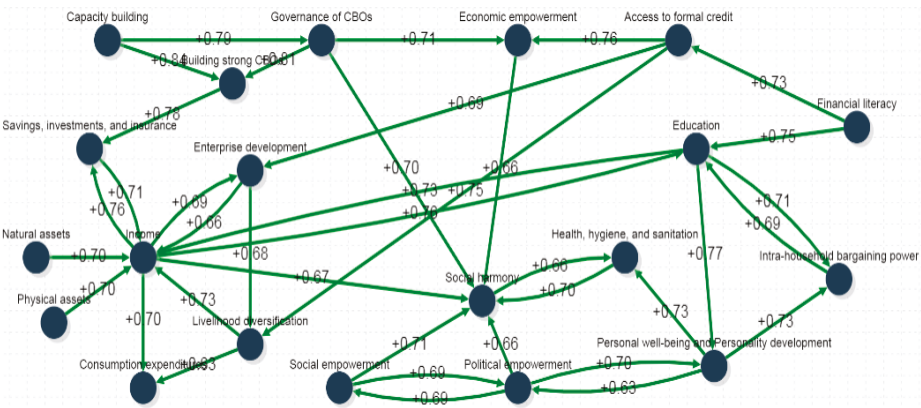 Capacity building
Governance of CBOs
Economic empowerment
Access to formal credit
+0.79
+0.71
+0.76
+0.84
Building strong CBOs
+0.81
+0.73
+0.78
+0.69
Financial literacy
Savings, investments, and insurance
Education
+0.75
Enterprise development
+0.70
+0.66
+0.71
+0.73
+0.75
+0.71
+0.76
+0.69
+0.66
+0.76
+0.69
Natural assets
Income
Health, hygiene, and sanitation
+0.70
+0.68
+0.77
Intra-household bargaining power
+0.67
Social harmony
+0.66
+0.70
Physical assets
+0.70
+0.73
+0.70
Livelihood diversification
+0.73
+0.73
+0.71
+0.66
Personal well-being and Personality development
Consumption expenditures
Social empowerment
Political empowerment
+0.70
+0.69
+0.63
+0.69